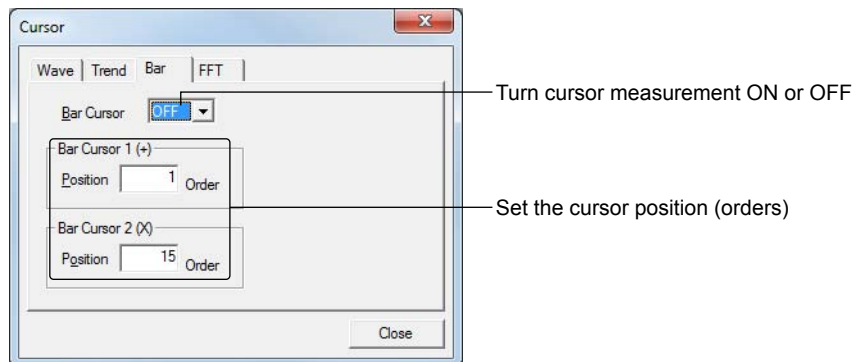 Cursor
X
Wave Trend Bar FFT
Bar Cursor OFF
Turn cursor measurement ON or OFF
Bar Cursor 1 (+)
Position 1 Order
Set the cursor position (orders)
Bar Cursor 2 (X)
Position 15 Order
Close